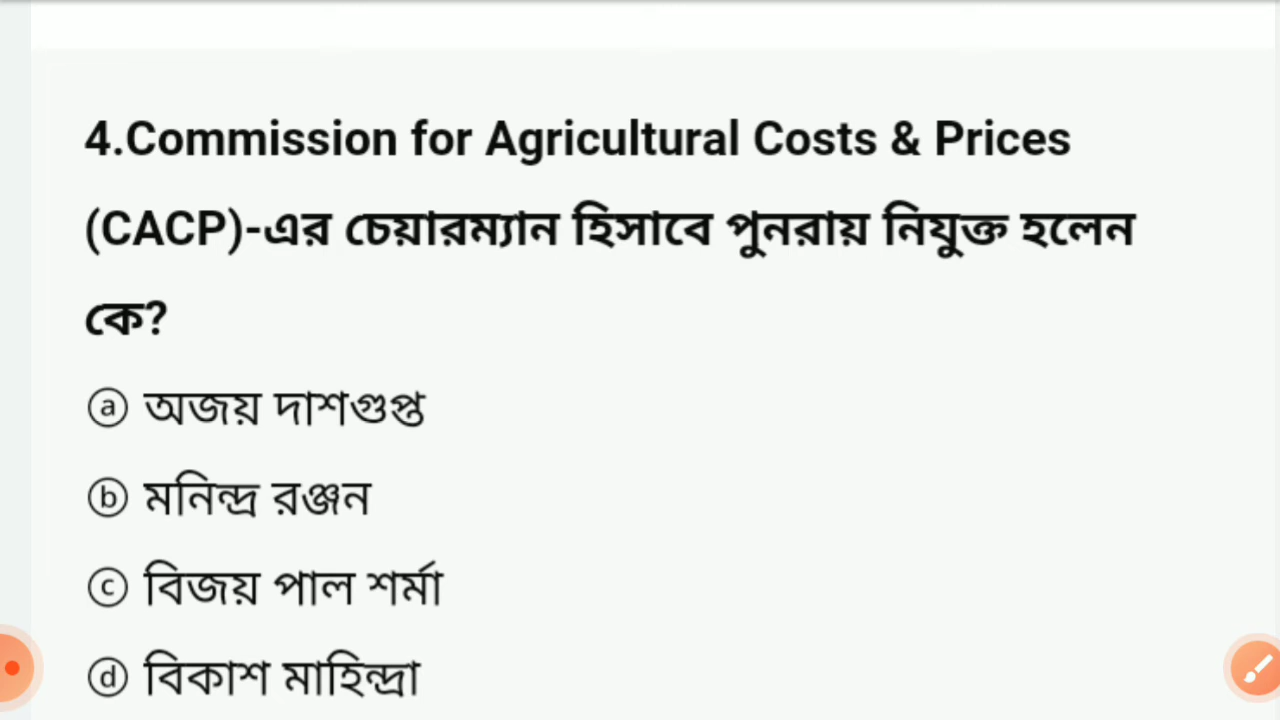 4.Commission for Agricultural Costs & Prices
(CACP)-এর চেয়ারম্যান হিসাবে পুনরায় নিযুক্ত হলেন
কে?
ⓐ অজয় দাশগুপ্ত
ⓑ মনিন্দ্র রঞ্জন
ⓒ বিজয় পাল শর্মা
ⓓ বিকাশ মাহিন্দ্রা